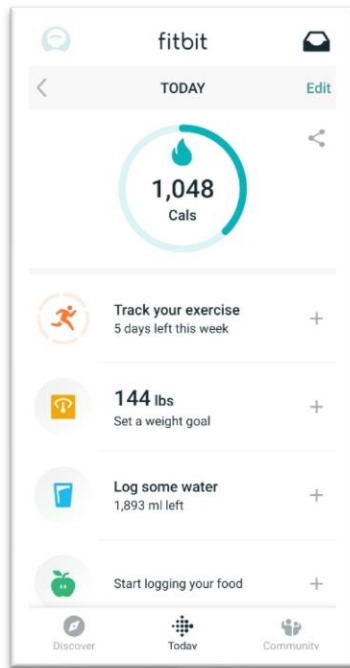 fitbit
TODAY
Edit
1,048
Cals
Track your exercise
5 days left this week
144 lbs
Set a weight goal
Log some water
1,893 ml left
Start logging your food
Discover
Today
Community